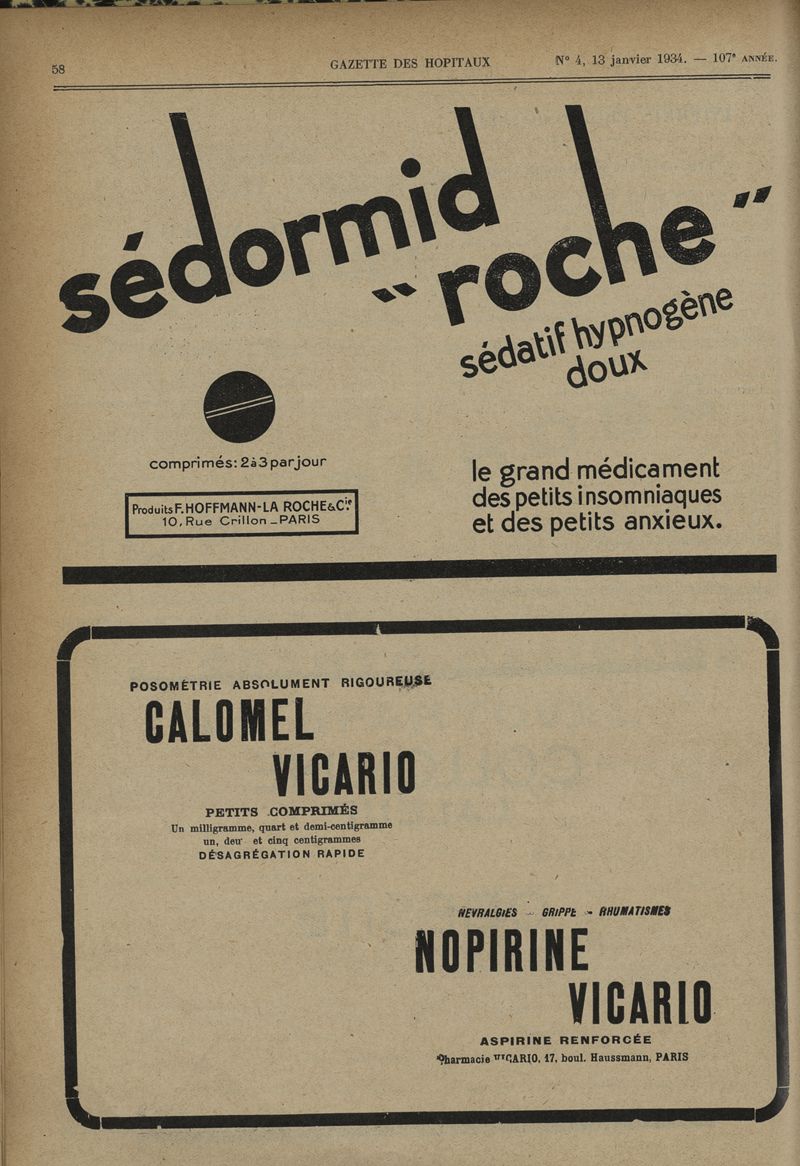 58
GAZETTE DES HOPITAUX
N° 4, 13 janvier 1934. — 107e ANNÉE.
sédormid
"roche"
sédatif hypnogène
doux
comprimés: 2 à 3 par jour
Produits F. HOFFMANN-LA ROCHE & Cie
10, Rue Crillon _ PARIS
le grand médicament
des petits insomniaques
et des petits anxieux.
POSOMÉTRIE ABSOLUMENT RIGOUREUSE
CALOMEL
VICARIO
PETITS COMPRIMÉS
Un milligramme, quart et demi-centigramme
un, deux et cinq centigrammes
DÉSAGRÉGATION RAPIDE
NEVRALGIES - GRIPPE - RHUMATISMES
NOPIRINE
VICARIO
ASPIRINE RENFORCÉE
Pharmacie VICARIO, 17, boul. Haussmann, PARIS